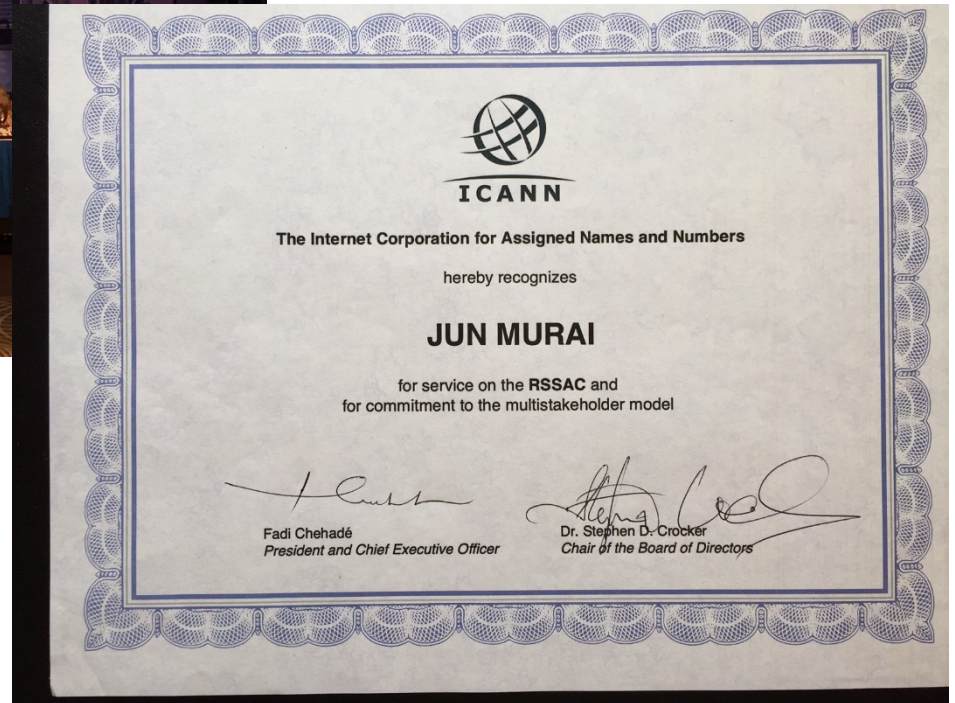 ICANN
The Internet Corporation for Assigned Names and Numbers
hereby recognizes
JUN MURAI
for service on the RSSAC and
for commitment to the multistakeholder model
Fadi Chehadé
President and Chief Executive Officer
Dr. Stephen D. Crocker
Chair of the Board of Directors